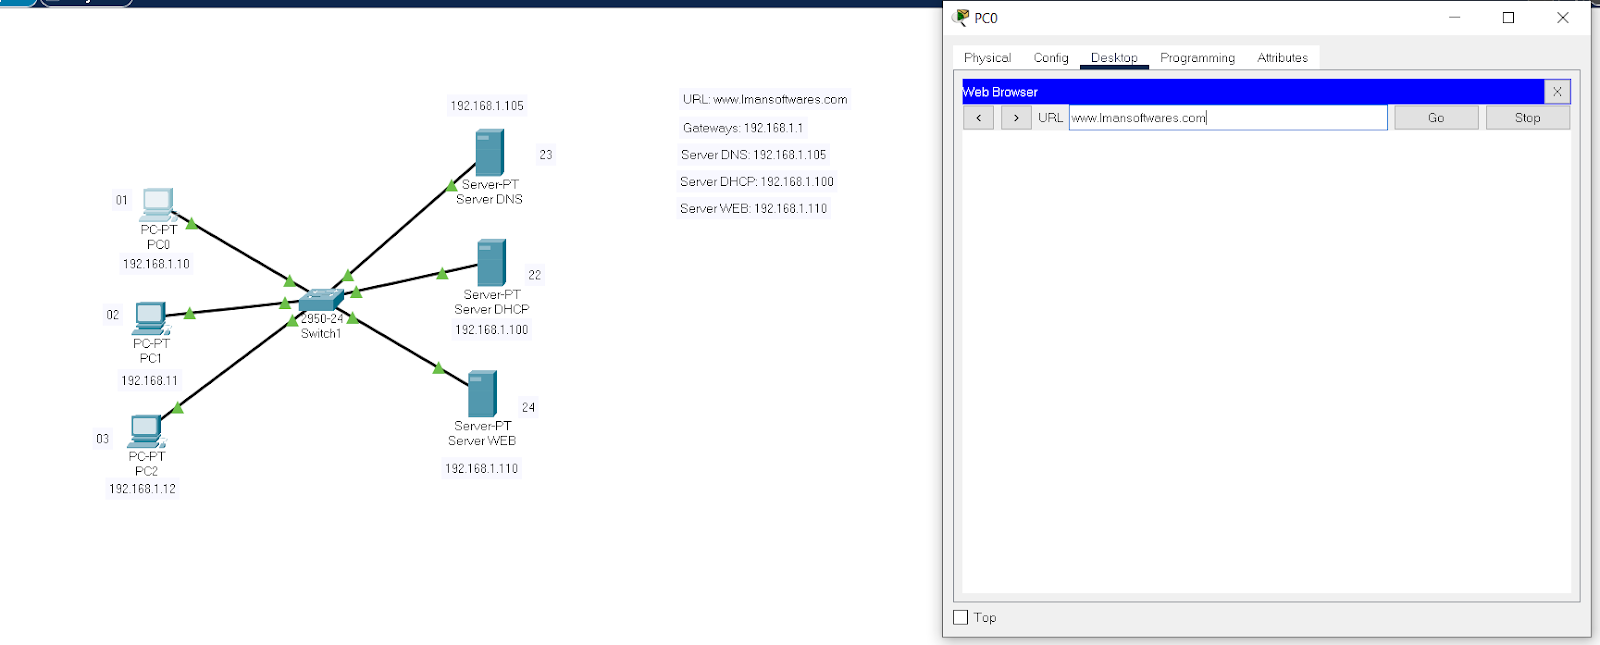 192.168.1.105
23
Server-PT
Server DNS
01
PC-PT
PC0
192.168.1.10
22
Server-PT
Server DHCP
192.168.1.100
02
PC-PT
PC1
192.168.11
2950-24
Switch1
24
Server-PT
Server WEB
192.168.1.110
03
PC-PT
PC2
192.168.1.12
URL: www.lmansoftwares.com
Gateways: 192.168.1.1
Server DNS: 192.168.1.105
Server DHCP: 192.168.1.100
Server WEB: 192.168.1.110
PC0
Physical Config Desktop Programming Attributes
Web Browser X
< > URL www.lmansoftwares.com Go Stop
Top